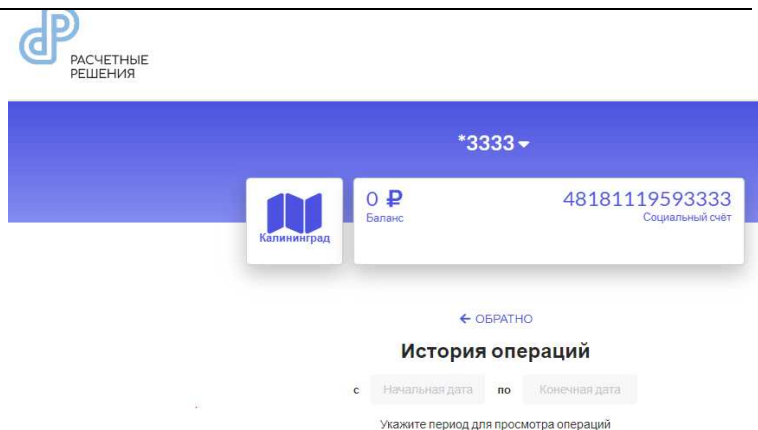 РАСЧЕТНЫЕ
РЕШЕНИЯ
*3333
Калининград
0 ₽
Баланс
48181119593333
Социальный счёт
← ОБРАТНО
История операций
с Начальная дата по Конечная дата
Укажите период для просмотра операций